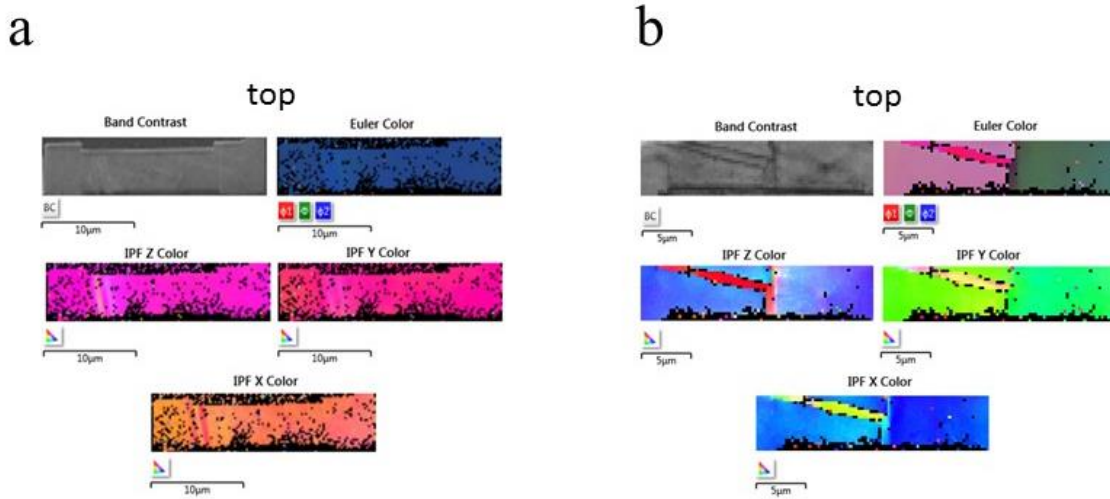 a
top
Band Contrast
Euler Color
BC
10µm
φ1 Φ φ2
10µm
IPF Z Color
IPF Y Color
10µm
10µm
IPF X Color
10µm
b
top
Band Contrast
Euler Color
BC
5µm
φ1 Φ φ2
5µm
IPF Z Color
IPF Y Color
5µm
5µm
IPF X Color
5µm